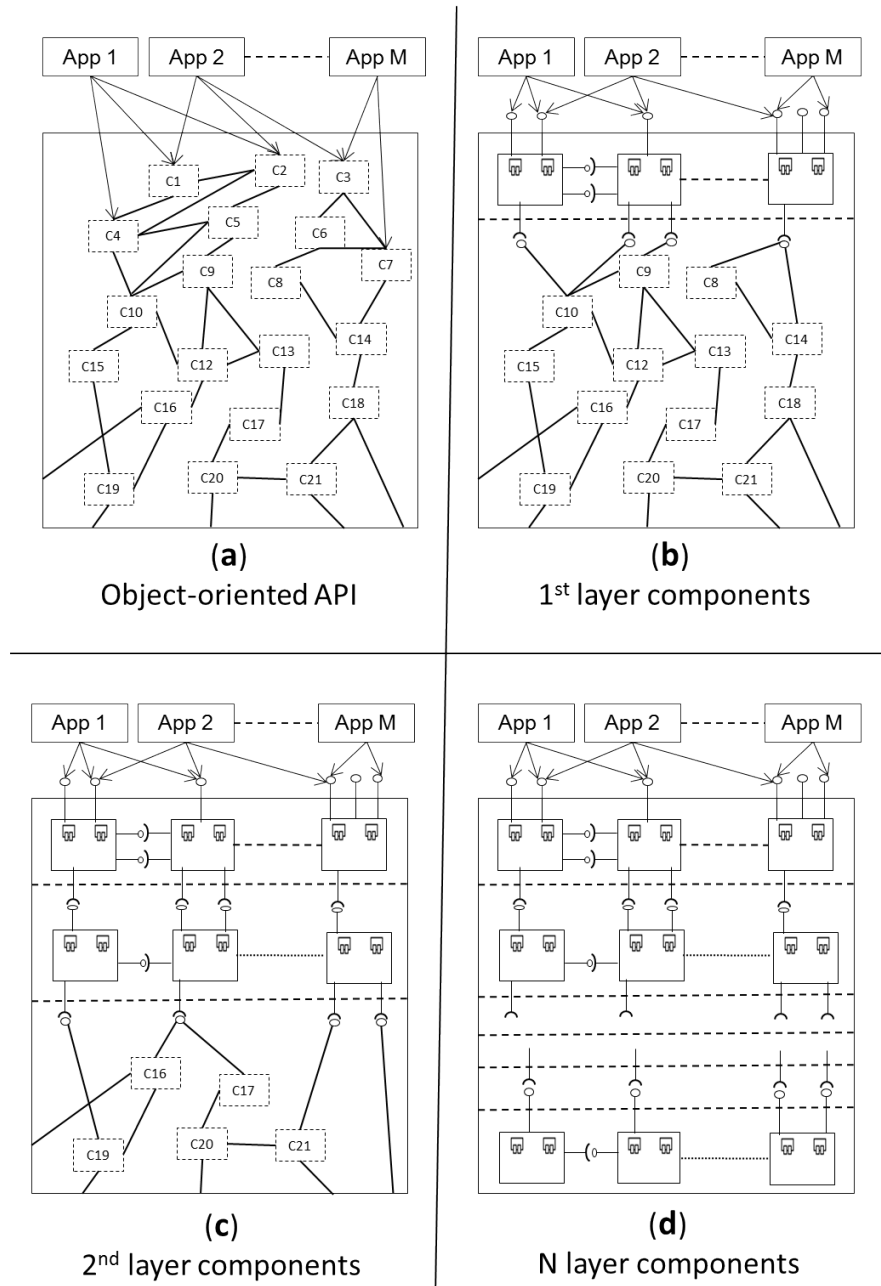 App 1 App 2 App M
C1 C2 C3
C4 C5 C6
C7
C8 C9
C10
C12 C13 C14
C15
C16 C17 C18
C19 C20 C21
(a)
Object-oriented API
App 1 App 2 App M
C9
C8
C10
C12 C13 C14
C15
C16 C17 C18
C19 C20 C21
(b)
1st layer components
App 1 App 2 App M
C16 C17
C19 C20 C21
(c)
2nd layer components
App 1 App 2 App M
(d)
N layer components